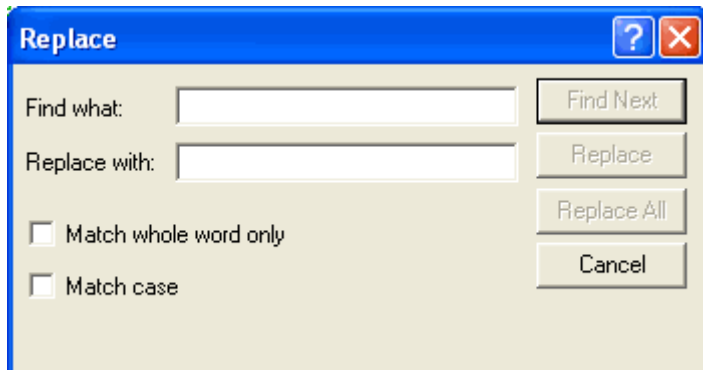 Replace
Find what:
Find Next
Replace with:
Replace
Replace All
Match whole word only
Cancel
Match case